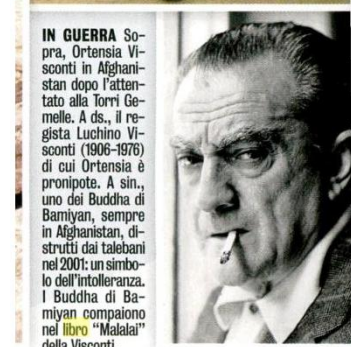 IN GUERRA So-
pra, Ortensia Vi-
sconti in Afghani-
stan dopo l'atten-
tato alla Torri Ge-
melle. A ds., il re-
gista Luchino Vi-
sconti (1906-1976)
di cui Ortensia è
pronipote. A sin.,
uno dei Buddha di
Bamiyan, sempre
in Afghanistan, di-
strutti dai talebani
nel 2001: un simbo-
lo dell'intolleranza.
I Buddha di Ba-
miyan compaiono
nel libro "Malalai"
della Visconti.